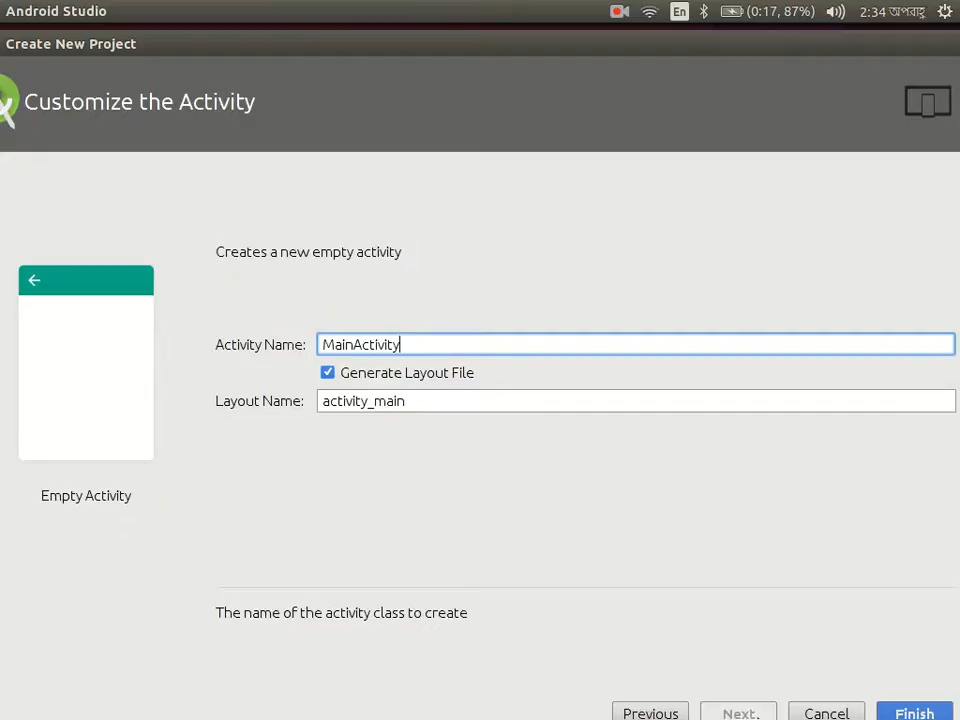 Android Studio
En (0:17, 87%) 2:34 অপরাহ্ণ
Create New Project
Customize the Activity
Creates a new empty activity
Activity Name: MainActivity
Generate Layout File
Layout Name: activity_main
Empty Activity
The name of the activity class to create
Previous Next Cancel Finish